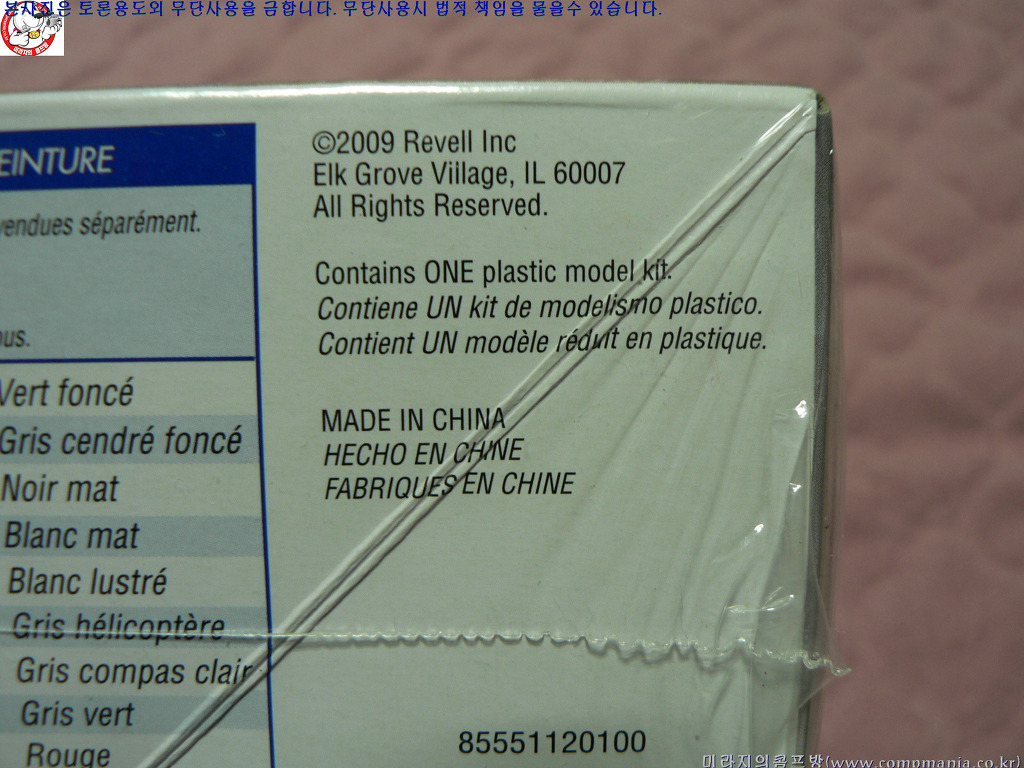 본사진은 토론용도외 무단사용을 금합니다. 무단사용시 법적 책임을 물을수 있습니다.
EINTURE
vendues séparément.
ous.
Vert foncé
Gris cendré foncé
Noir mat
Blanc mat
Blanc lustré
Gris hélicoptère
Gris compas clair
Gris vert
Rouge
©2009 Revell Inc
Elk Grove Viilage, IL 60007
All Rights Reserved.
Contains ONE plastic model kit.
Contiene UN kit de modelismo plastico.
Contient UN modèle réduit en plastique.
MADE IN CHINA
HECHO EN CHINE
FABRIQUES EN CHINE
85551120100
미라지의콤프방(www.compmania.co.kr)